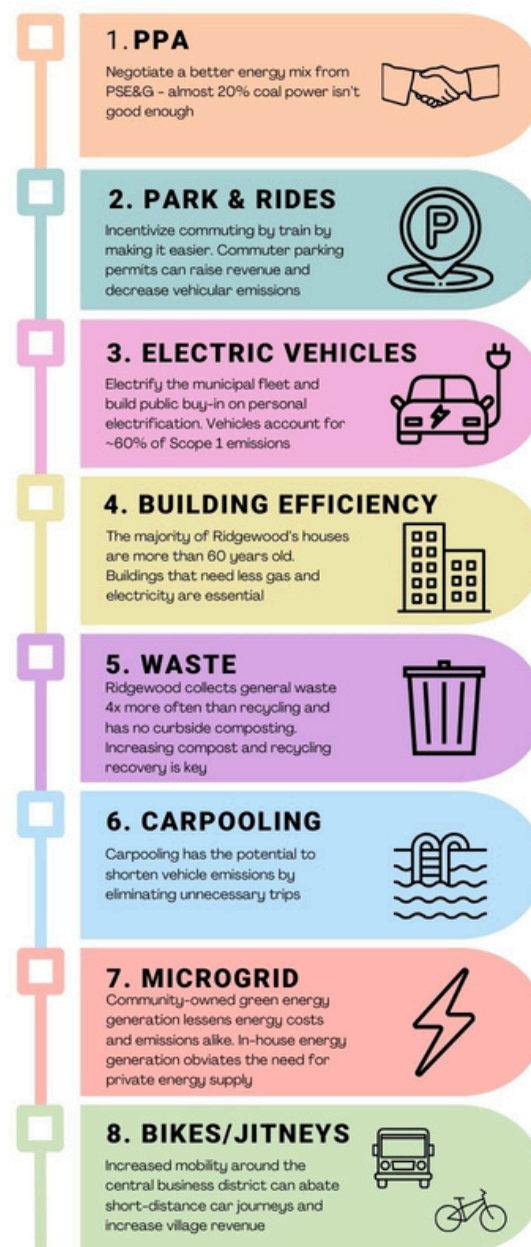 1. PPA
Negotiate a better energy mix from
PSE&G - almost 20% coal power isn't
good enough
2. PARK & RIDES
Incentivize commuting by train by
making it easier. Commuter parking
permits can raise revenue and
decrease vehicular emissions
P
3. ELECTRIC VEHICLES
Electrify the municipal fleet and
build public buy-in on personal
electrification. Vehicles account for
~60% of Scope 1 emissions
4. BUILDING EFFICIENCY
The majority of Ridgewood's houses
are more than 60 years old.
Buildings that need less gas and
electricity are essential
5. WASTE
Ridgewood collects general waste
4x more often than recycling and
has no curbside composting.
Increasing compost and recycling
recovery is key
6. CARPOOLING
Carpooling has the potential to
shorten vehicle emissions by
eliminating unnecessary trips
7. MICROGRID
Community-owned green energy
generation lessens energy costs
and emissions alike. In-house energy
generation obviates the need for
private energy supply
8. BIKES/JITNEYS
Increased mobility around the
central business district can abate
short-distance car journeys and
increase village revenue